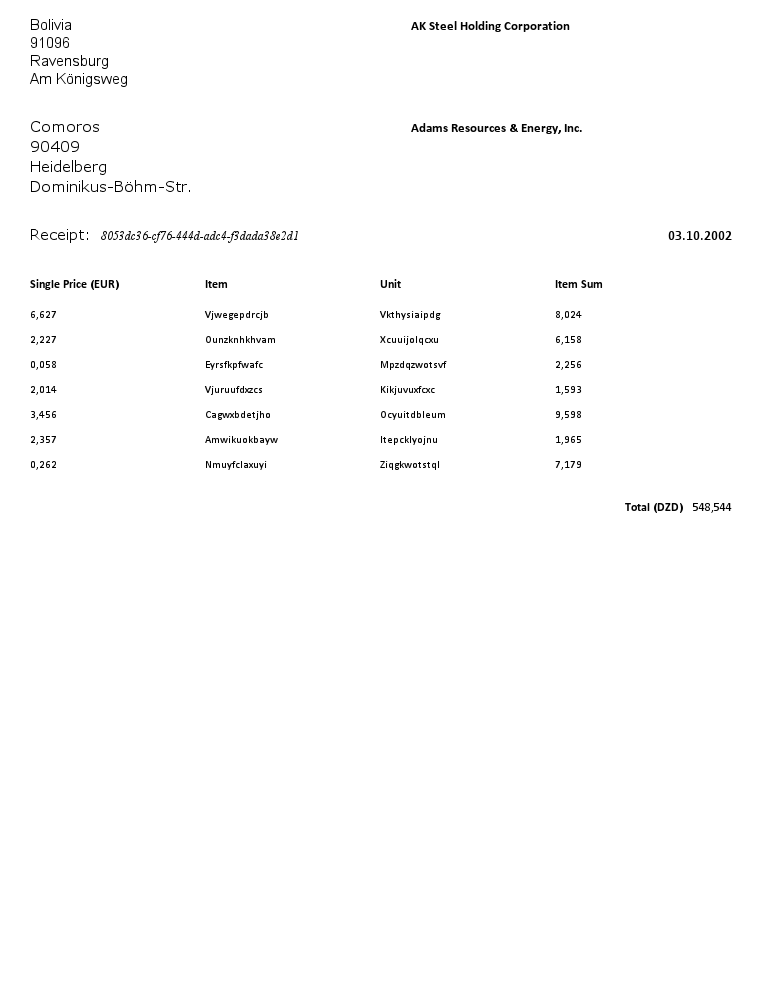 Bolivia
91096
Ravensburg
Am Königsweg
AK Steel Holding Corporation
Comoros
90409
Heidelberg
Dominikus-Böhm-Str.
Adams Resources & Energy, Inc.
Receipt: 8053dc36-cf76-444d-adc4-f3dada38e2d1 03.10.2002
Single Price (EUR) Item Unit Item Sum
6,627 Vjwegepdrcjb Vkthysiaipdg 8,024
2,227 Ounzknhkhvam Xcuuijolqcxu 6,158
0,058 Eyrsfkpfwafc Mpzdqzwotsvf 2,256
2,014 Vjuruufdxzcs Kikjuvuxfcxc 1,593
3,456 Cagwxbdetjho Ocyuitdbleum 9,598
2,357 Amwikuokbayw Itepcklyojnu 1,965
0,262 Nmuyfclaxuyi Ziqgkwotstql 7,179
Total (DZD) 548,544